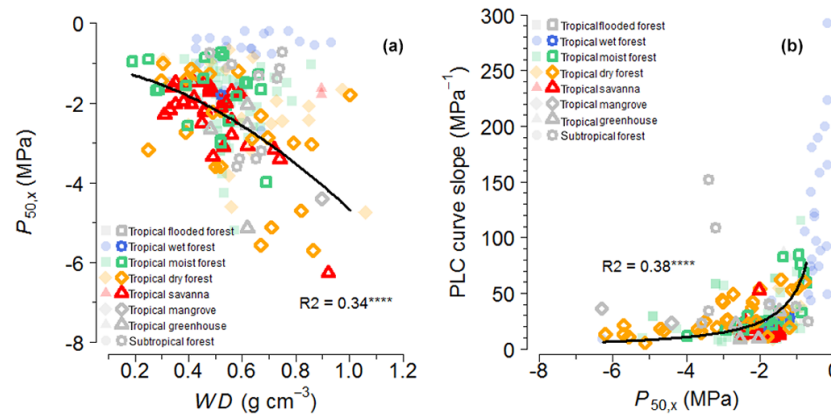 (a)
0
-2
-4
-6
-8
P50,x (MPa)
Tropical flooded forest
Tropical wet forest
Tropical moist forest
Tropical dry forest
Tropical savanna
Tropical mangrove
Tropical greenhouse
Subtropical forest
R2 = 0.34****
0.2 0.4 0.6 0.8 1.0 1.2
WD (g cm−3)
(b)
300
250
200
150
100
50
0
PLC curve slope (MPa−1)
Tropical flooded forest
Tropical wet forest
Tropical moist forest
Tropical dry forest
Tropical savanna
Tropical mangrove
Tropical greenhouse
Subtropical forest
R2 = 0.38****
-8 -6 -4 -2 0
P50,x (MPa)